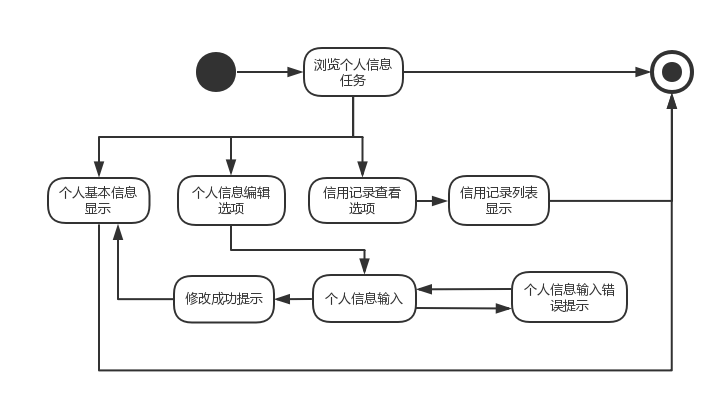 浏览个人信息
任务
个人基本信息
显示
个人信息编辑
选项
信用记录查看
选项
信用记录列表
显示
修改成功提示
个人信息输入
个人信息输入错
误提示